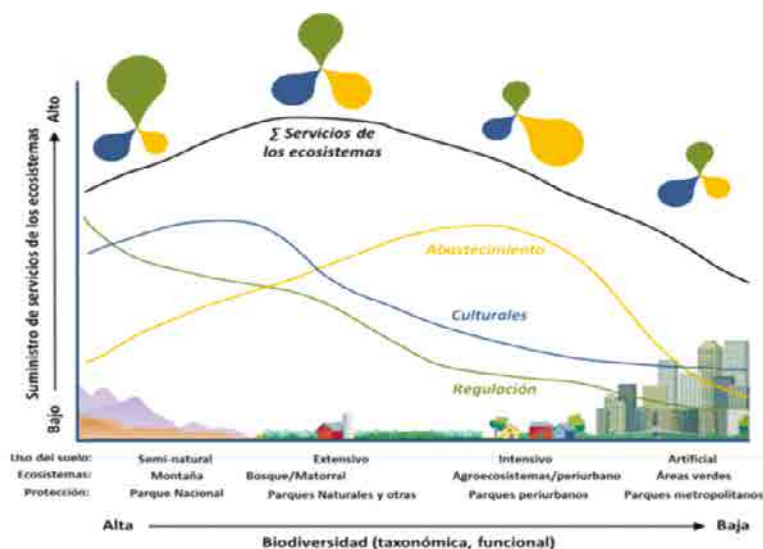 Alto
Suministro de servicios de los ecosistemas
Bajo
Σ Servicios de
los ecosistemas
Abastecimiento
Culturales
Regulación
Uso del suelo: Semi-natural Extensivo Intensivo Artificial
Ecosistemas: Montaña Bosque/Matorral Agroecosistemas/periurbano Áreas verdes
Protección: Parque Nacional Parques Naturales y otras Parques periurbanos Parques metropolitanos
Alta Baja
Biodiversidad (taxonómica, funcional)